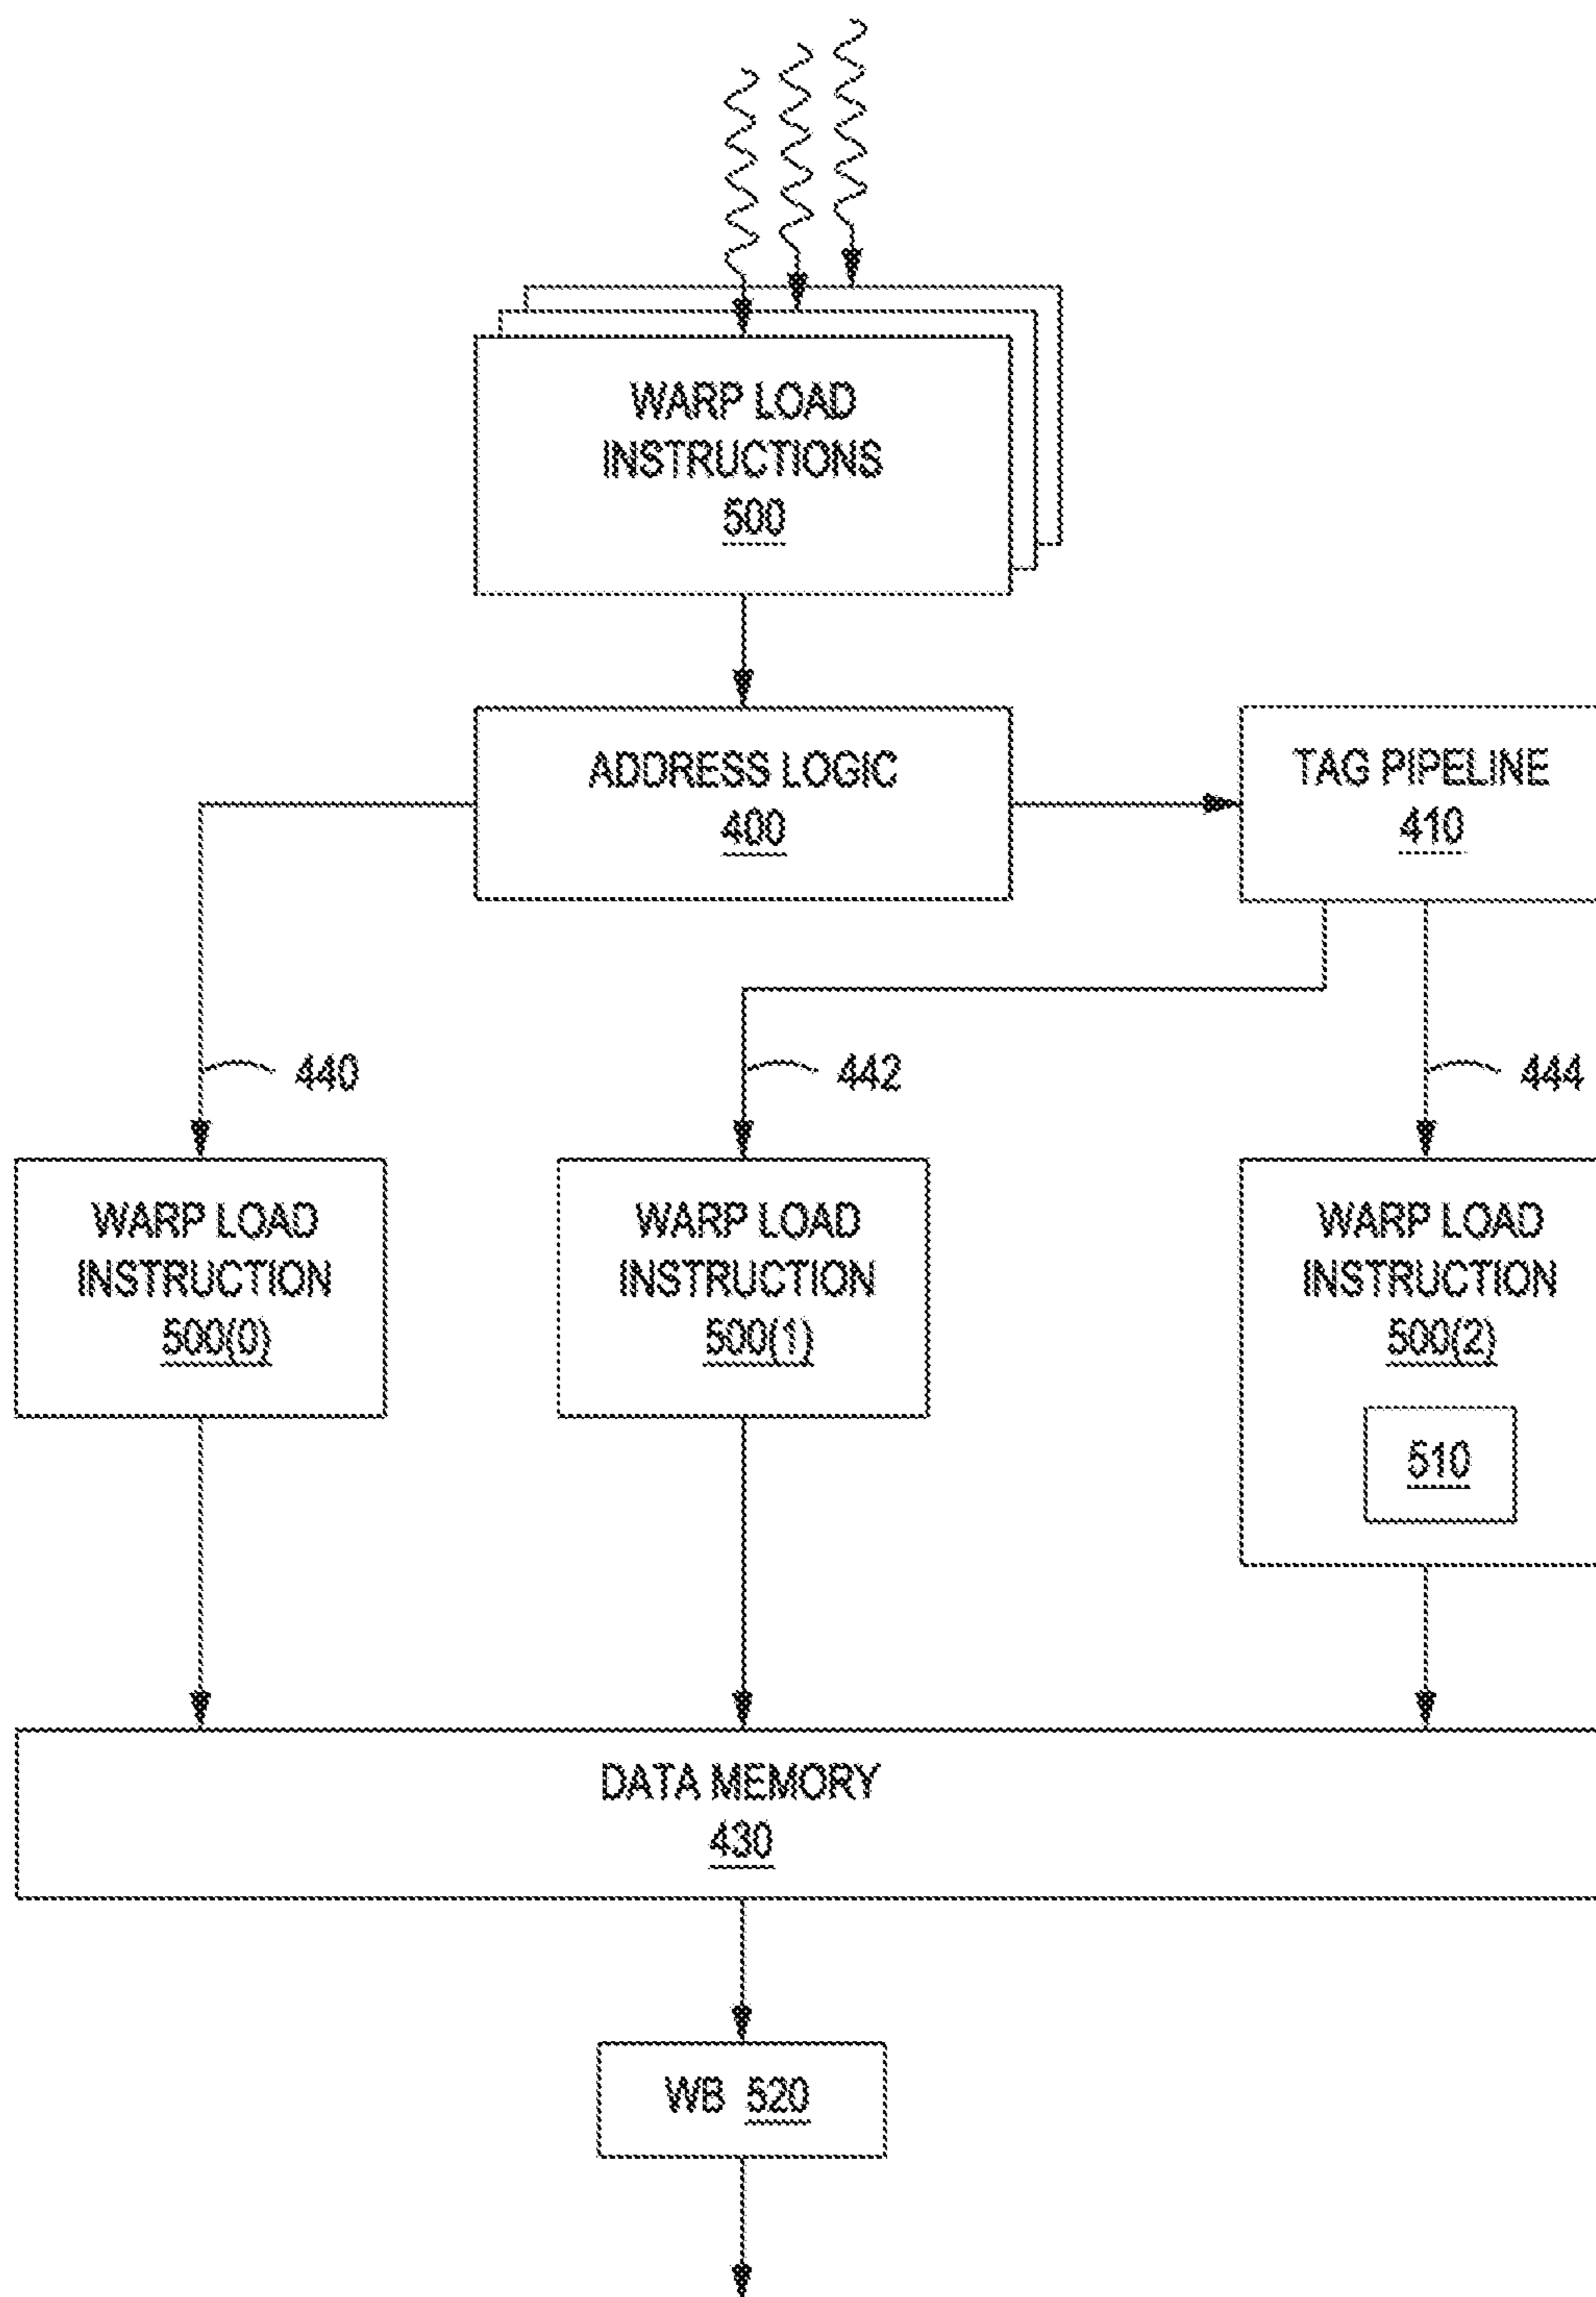 WARP LOAD
INSTRUCTIONS
500
ADDRESS LOGIC
400
TAG PIPELINE
410
440
442
444
WARP LOAD
INSTRUCTION
500(0)
WARP LOAD
INSTRUCTION
500(1)
WARP LOAD
INSTRUCTION
500(2)
510
DATA MEMORY
430
WB 520